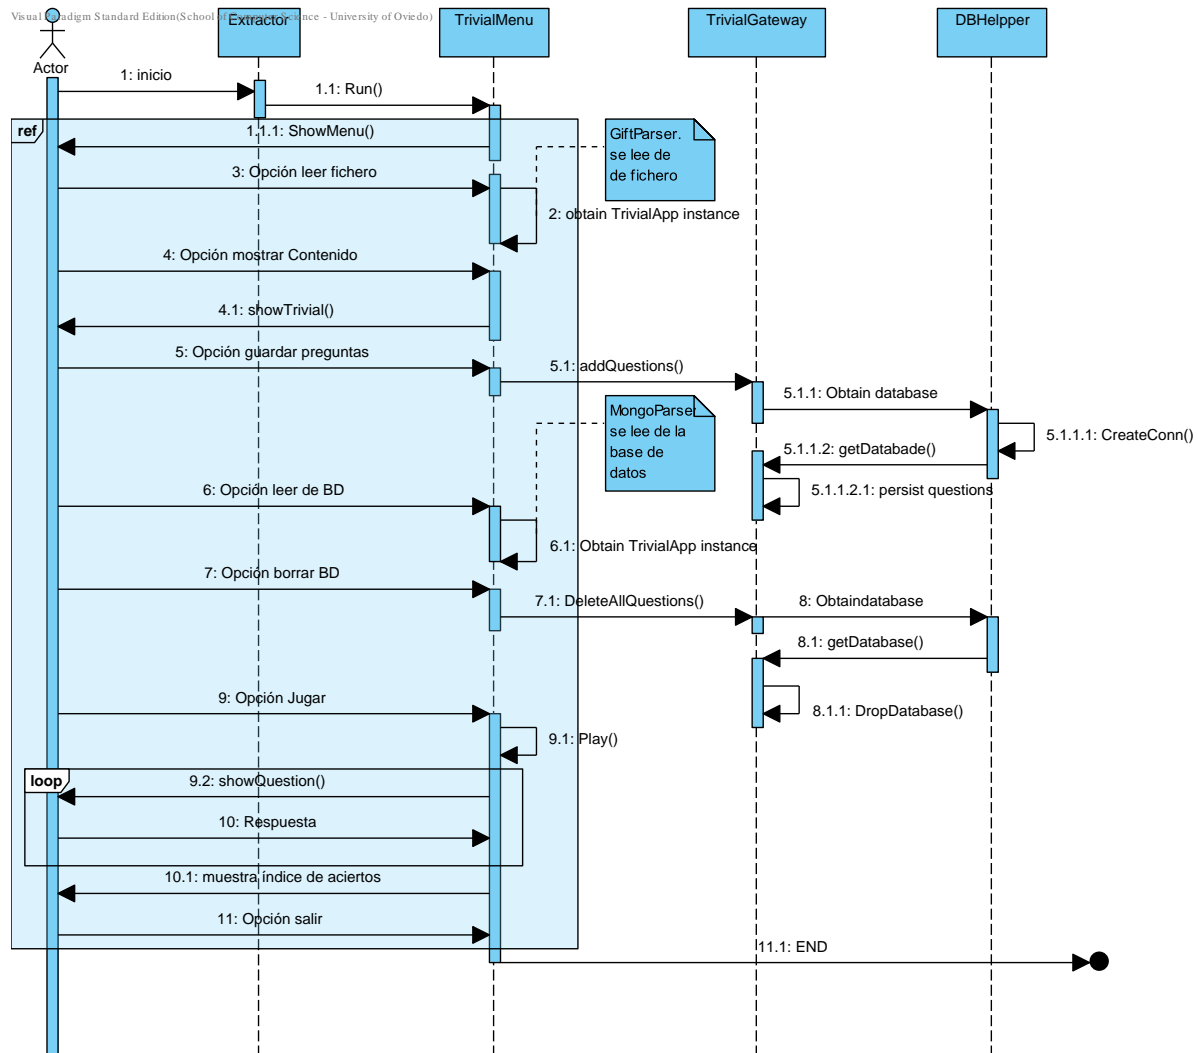 Visual Paradigm Standard Edition(School of Computer Science - University of Oviedo)
Extractor
TrivialMenu
TrivialGateway
DBHelpper
Actor
1: inicio
1.1: Run()
ref
1.1.1: ShowMenu()
GiftParser.
se lee de
de fichero
3: Opción leer fichero
2: obtain TrivialApp instance
4: Opción mostrar Contenido
4.1: showTrivial()
5: Opción guardar preguntas
5.1: addQuestions()
5.1.1: Obtain database
MongoParser
se lee de la
base de
datos
5.1.1.1: CreateConn()
5.1.1.2: getDatabade()
6: Opción leer de BD
5.1.1.2.1: persist questions
6.1: Obtain TrivialApp instance
7: Opción borrar BD
7.1: DeleteAllQuestions()
8: Obtaindatabase
8.1: getDatabase()
9: Opción Jugar
8.1.1: DropDatabase()
9.1: Play()
loop
9.2: showQuestion()
10: Respuesta
10.1: muestra índice de aciertos
11: Opción salir
11.1: END